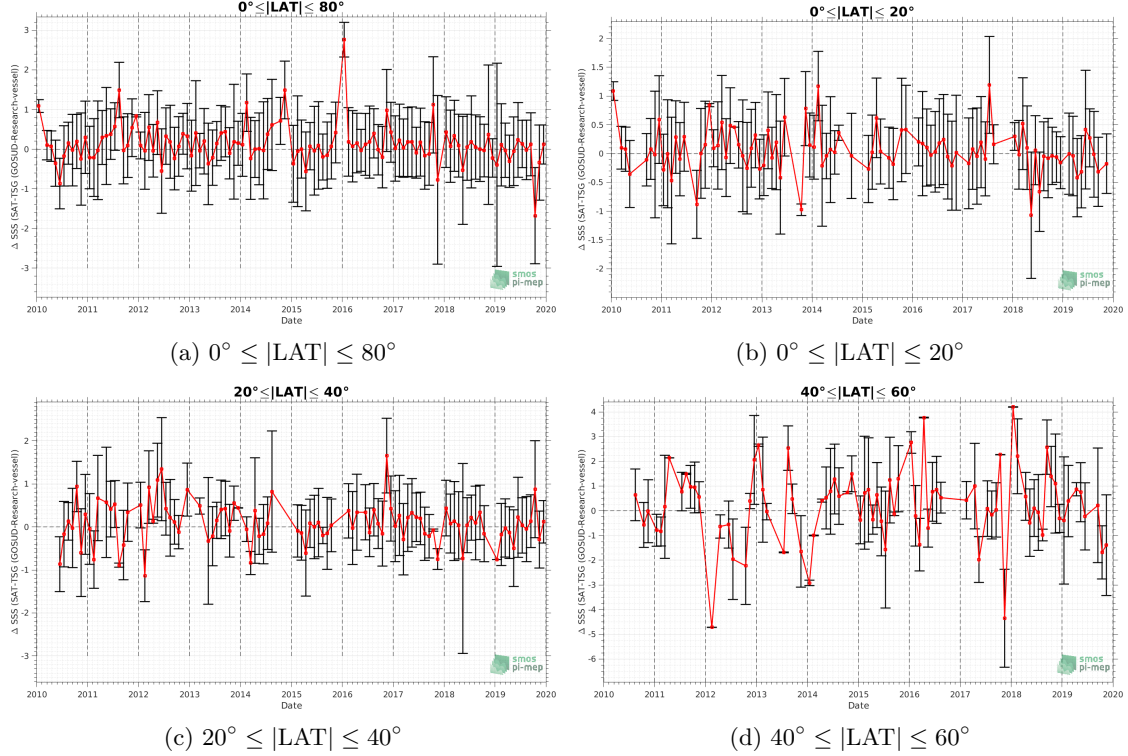 0°≤|LAT|≤ 80°
Δ SSS (SAT-TSG (GOSUD-Research-vessel))
3
2
1
0
-1
-2
-3
2010 2011 2012 2013 2014 2015 2016 2017 2018 2019 2020
Date
smos
pi-mep
(a) 0° ≤ |LAT| ≤ 80°
0°≤|LAT|≤ 20°
Δ SSS (SAT-TSG (GOSUD-Research-vessel))
2
1.5
1
0.5
0
-0.5
-1
-1.5
-2
2010 2011 2012 2013 2014 2015 2016 2017 2018 2019 2020
Date
smos
pi-mep
(b) 0° ≤ |LAT| ≤ 20°
20°≤|LAT|≤ 40°
Δ SSS (SAT-TSG (GOSUD-Research-vessel))
2
1
0
-1
-2
-3
2010 2011 2012 2013 2014 2015 2016 2017 2018 2019 2020
Date
smos
pi-mep
(c) 20° ≤ |LAT| ≤ 40°
40°≤|LAT|≤ 60°
Δ SSS (SAT-TSG (GOSUD-Research-vessel))
4
3
2
1
0
-1
-2
-3
-4
-5
-6
2010 2011 2012 2013 2014 2015 2016 2017 2018 2019 2020
Date
smos
pi-mep
(d) 40° ≤ |LAT| ≤ 60°